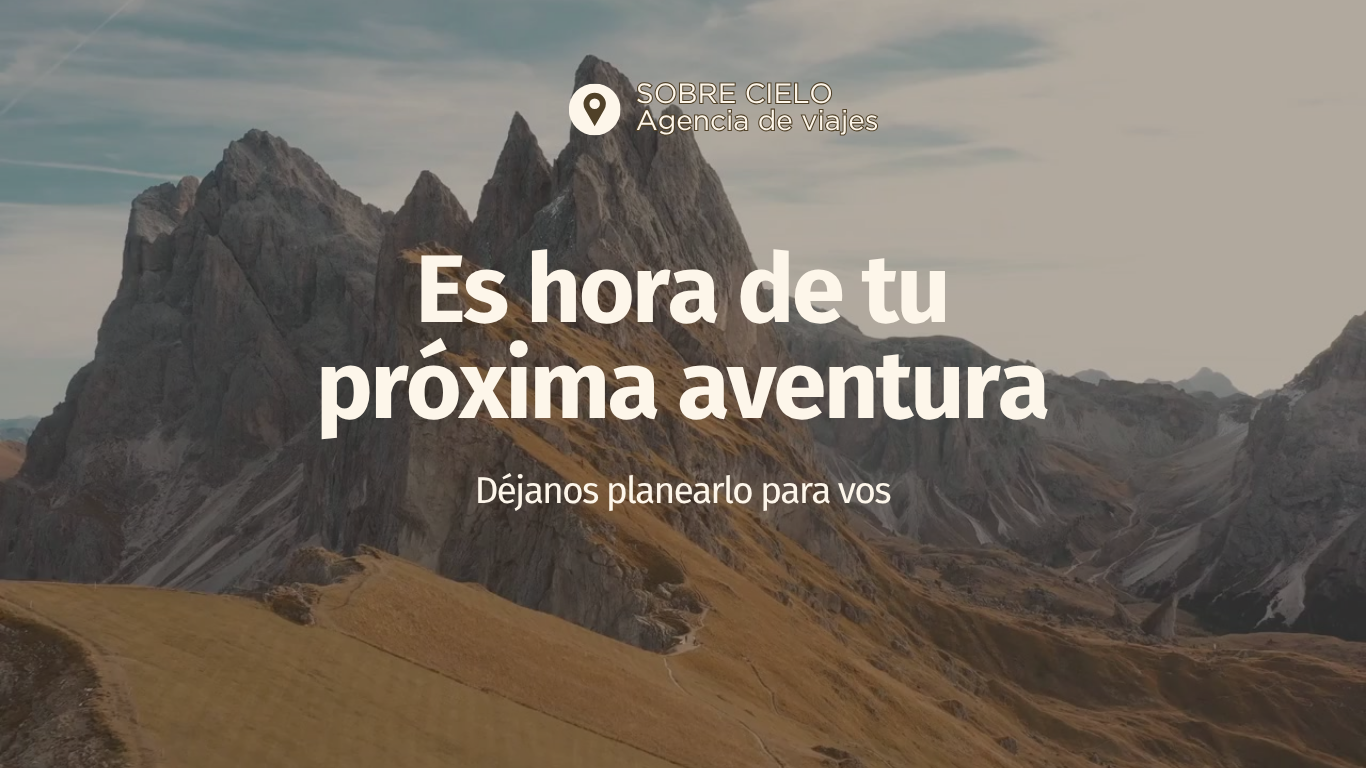 SOBRE CIELO
Agencia de viajes
Es hora de tu
próxima aventura
Déjanos planearlo para vos